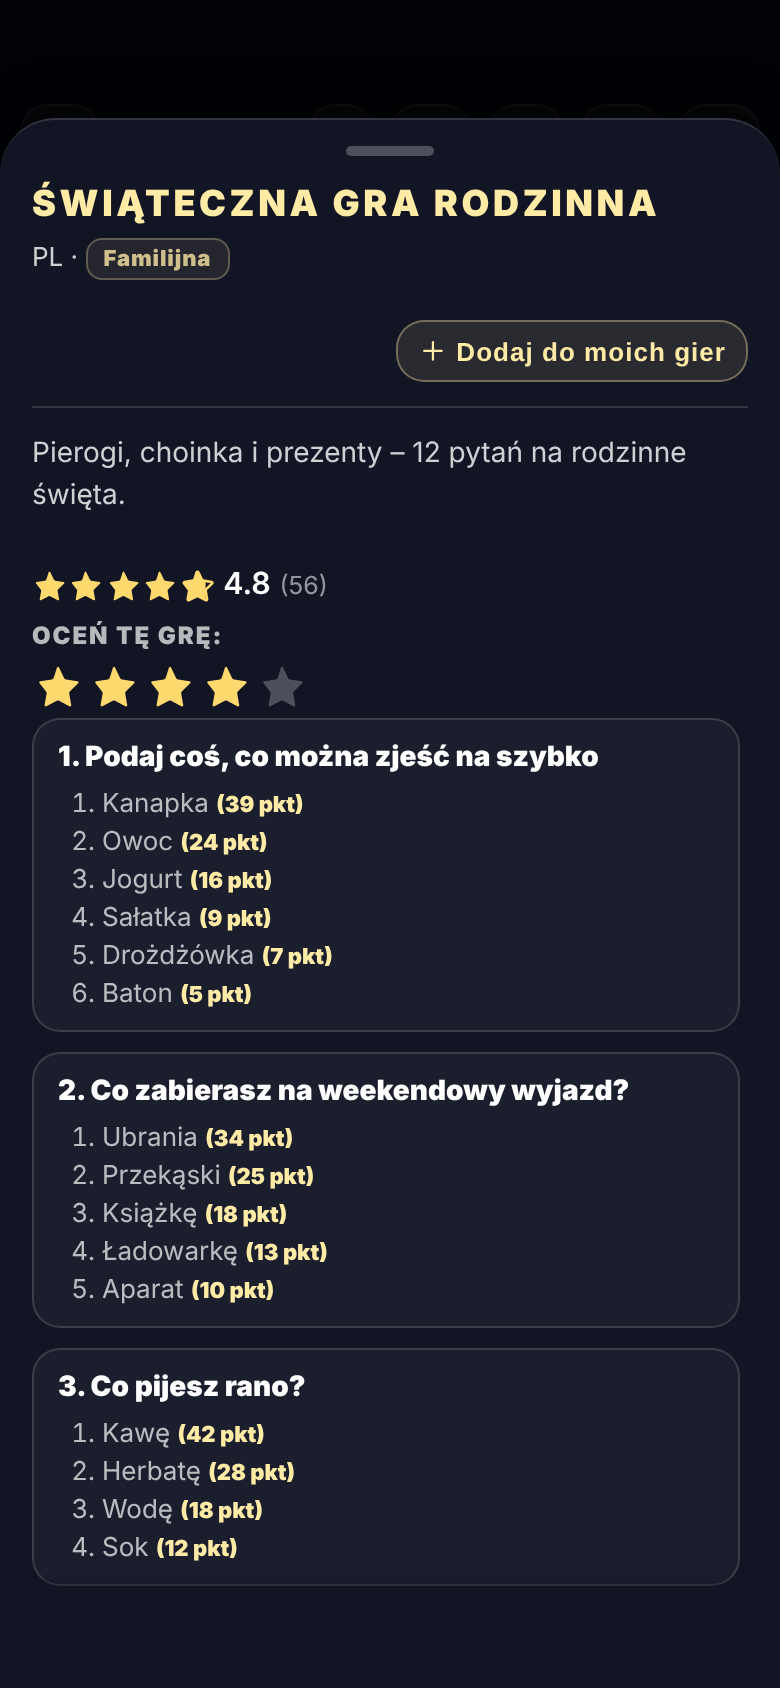 ŚWIĄTECZNA GRA RODZINNA
PL · Familijna
+ Dodaj do moich gier
Pierogi, choinka i prezenty – 12 pytań na rodzinne
święta.
4.8 (56)
OCEŃ TĘ GRĘ:
1. Podaj coś, co można zjeść na szybko
1. Kanapka (39 pkt)
2. Owoc (24 pkt)
3. Jogurt (16 pkt)
4. Sałatka (9 pkt)
5. Drożdżówka (7 pkt)
6. Baton (5 pkt)
2. Co zabierasz na weekendowy wyjazd?
1. Ubrania (34 pkt)
2. Przekąski (25 pkt)
3. Książkę (18 pkt)
4. Ładowarkę (13 pkt)
5. Aparat (10 pkt)
3. Co pijesz rano?
1. Kawę (42 pkt)
2. Herbatę (28 pkt)
3. Wodę (18 pkt)
4. Sok (12 pkt)